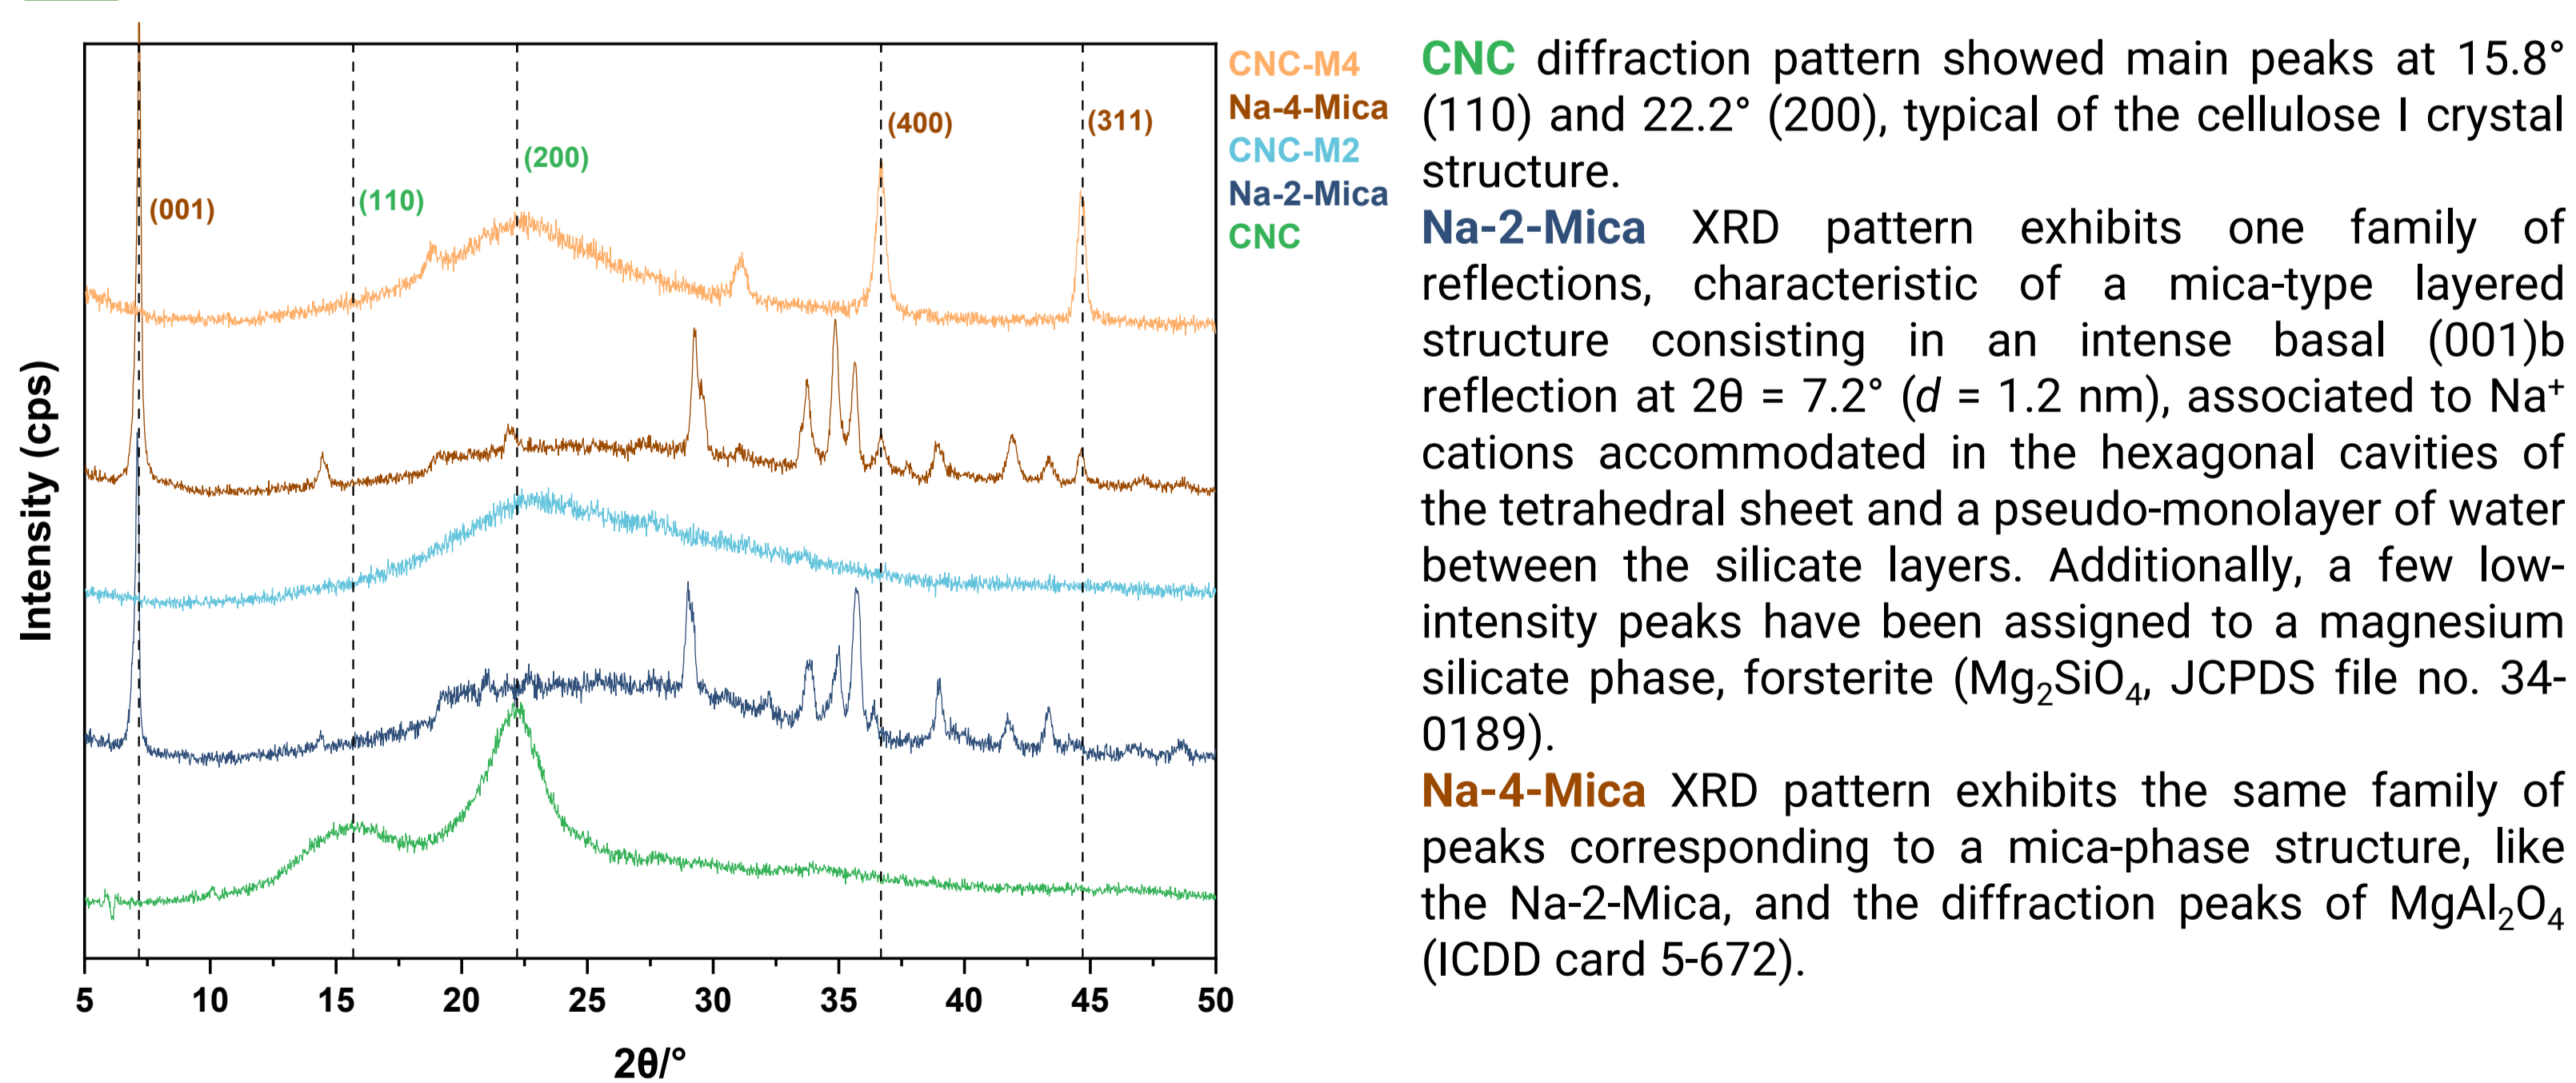 CNC-M4
Na-4-Mica
CNC-M2
Na-2-Mica
CNC
(001)
(110)
(200)
(400)
(311)
Intensity (cps)
5 10 15 20 25 30 35 40 45 50
2θ/°
CNC diffraction pattern showed main peaks at 15.8°
(110) and 22.2° (200), typical of the cellulose I crystal
structure.
Na-2-Mica XRD pattern exhibits one family of
reflections, characteristic of a mica-type layered
structure consisting in an intense basal (001)b
reflection at 2θ = 7.2° (d = 1.2 nm), associated to Na⁺
cations accommodated in the hexagonal cavities of
the tetrahedral sheet and a pseudo-monolayer of water
between the silicate layers. Additionally, a few low-
intensity peaks have been assigned to a magnesium
silicate phase, forsterite (Mg₂SiO₄, JCPDS file no. 34-
0189).
Na-4-Mica XRD pattern exhibits the same family of
peaks corresponding to a mica-phase structure, like
the Na-2-Mica, and the diffraction peaks of MgAl₂O₄
(ICDD card 5-672).